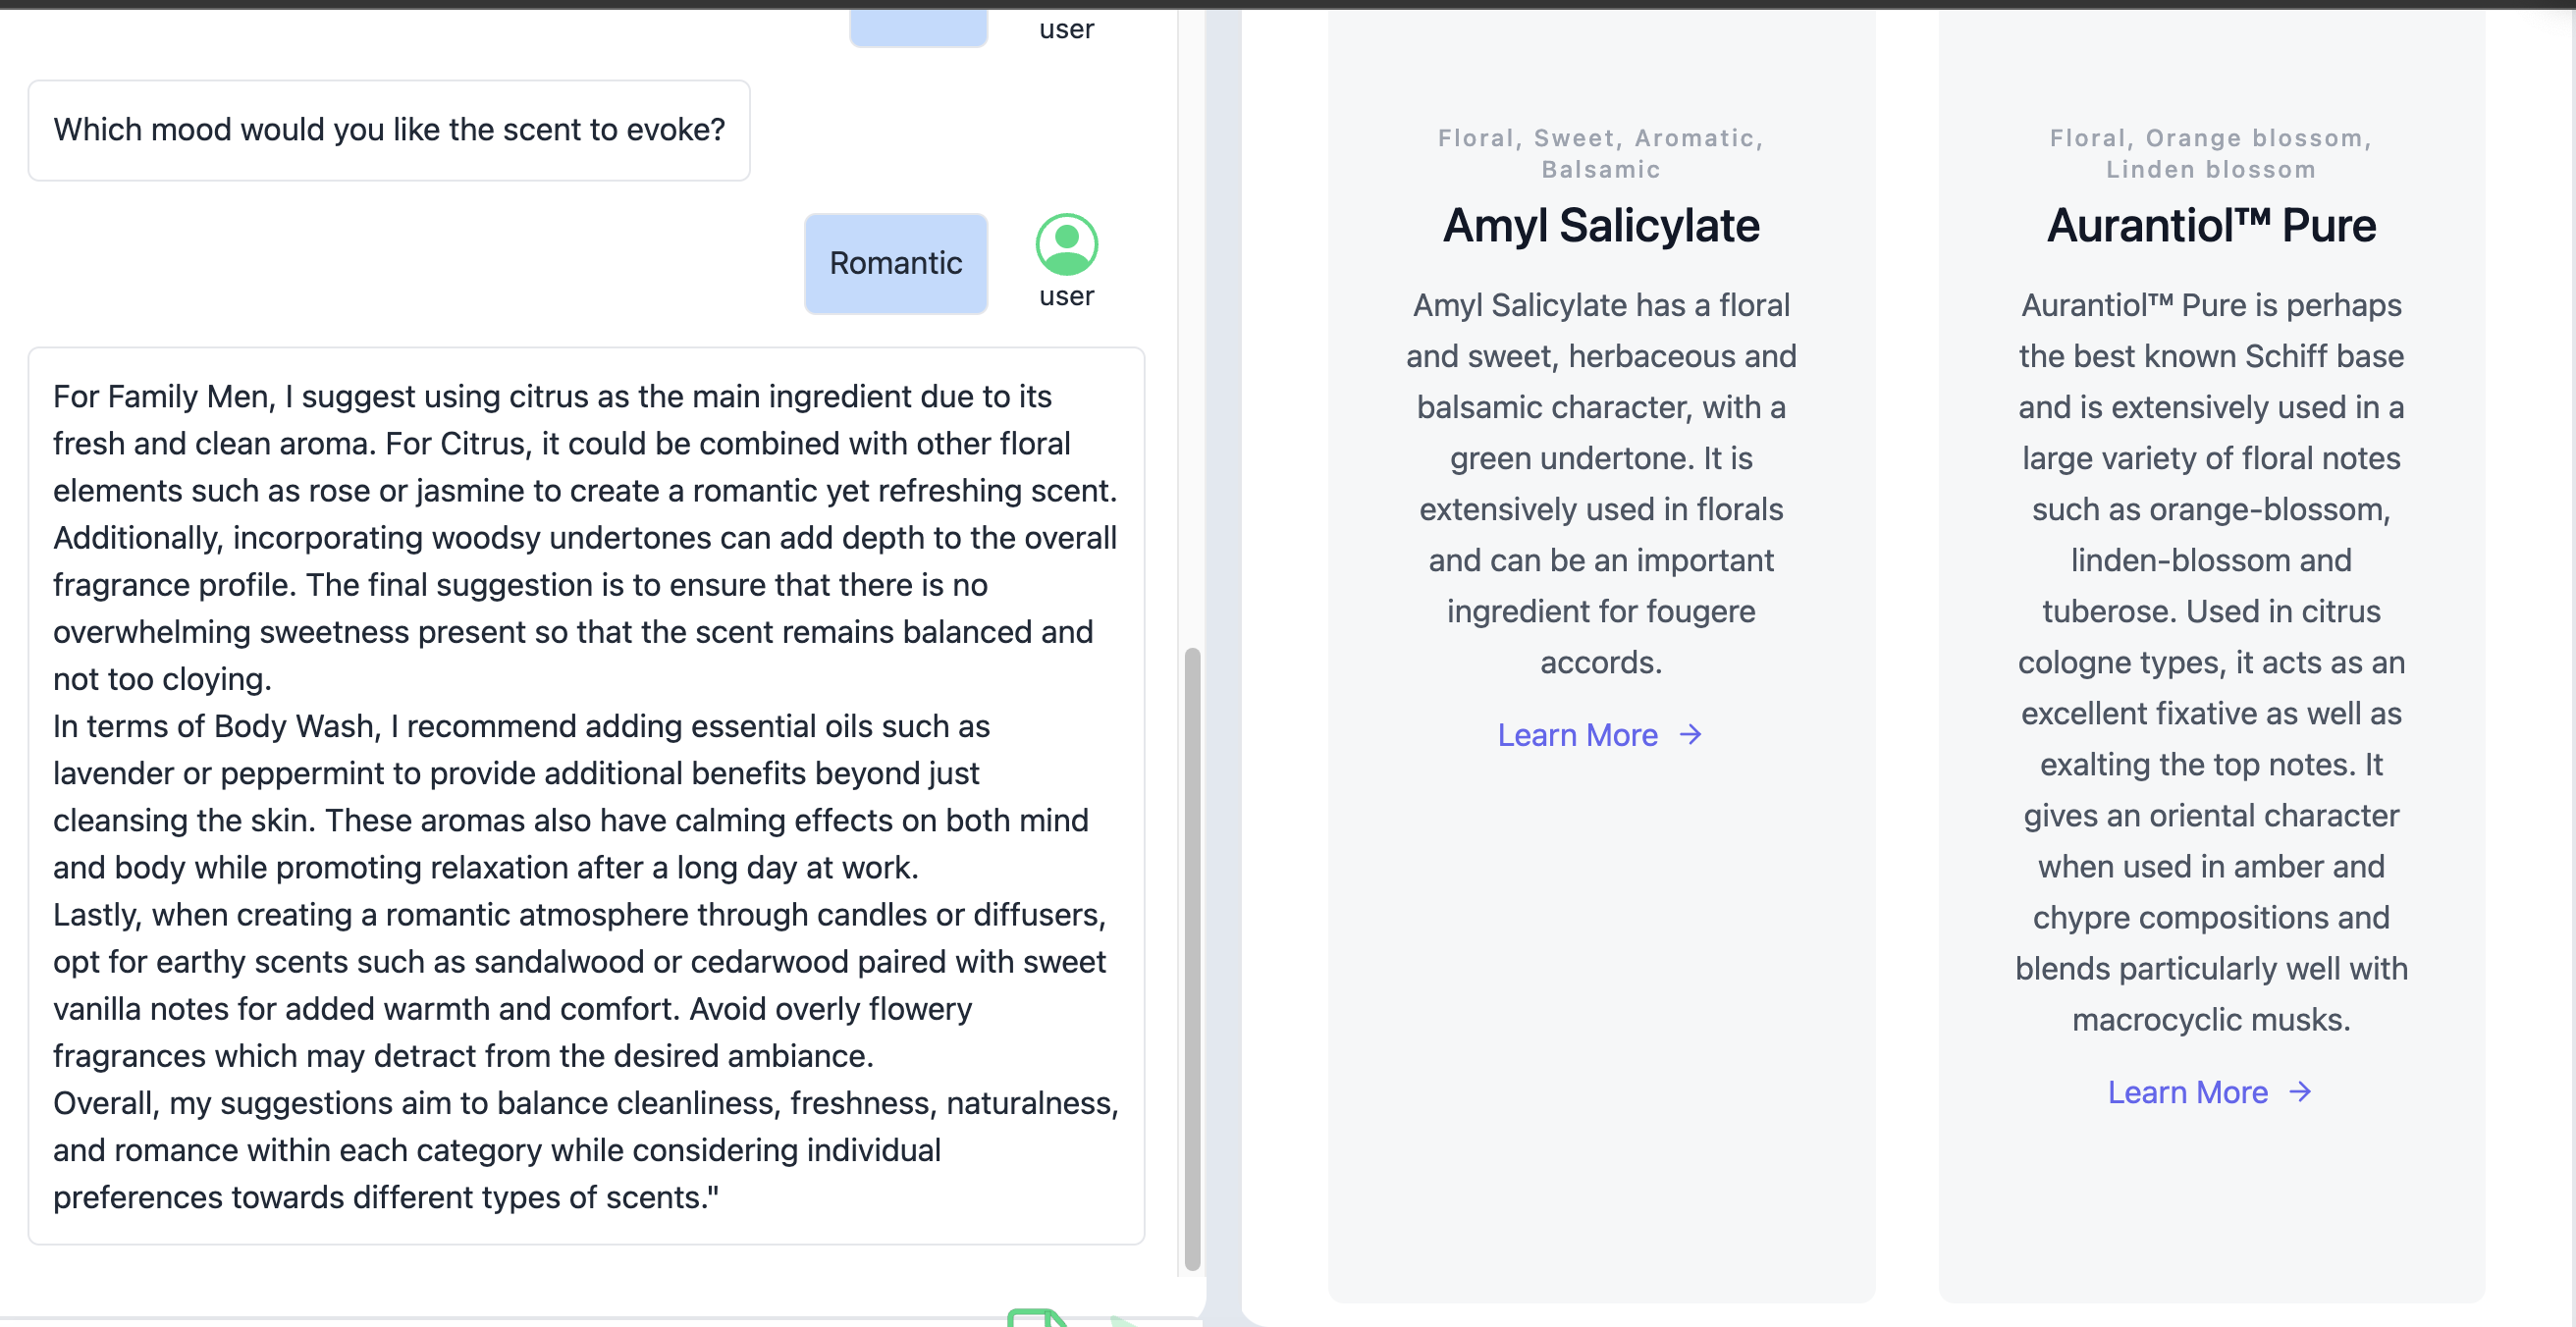 user
Which mood would you like the scent to evoke?
Romantic
user
For Family Men, I suggest using citrus as the main ingredient due to its
fresh and clean aroma. For Citrus, it could be combined with other floral
elements such as rose or jasmine to create a romantic yet refreshing scent.
Additionally, incorporating woodsy undertones can add depth to the overall
fragrance profile. The final suggestion is to ensure that there is no
overwhelming sweetness present so that the scent remains balanced and
not too cloying.
In terms of Body Wash, I recommend adding essential oils such as
lavender or peppermint to provide additional benefits beyond just
cleansing the skin. These aromas also have calming effects on both mind
and body while promoting relaxation after a long day at work.
Lastly, when creating a romantic atmosphere through candles or diffusers,
opt for earthy scents such as sandalwood or cedarwood paired with sweet
vanilla notes for added warmth and comfort. Avoid overly flowery
fragrances which may detract from the desired ambiance.
Overall, my suggestions aim to balance cleanliness, freshness, naturalness,
and romance within each category while considering individual
preferences towards different types of scents."
Floral, Sweet, Aromatic,
Balsamic
Amyl Salicylate
Amyl Salicylate has a floral
and sweet, herbaceous and
balsamic character, with a
green undertone. It is
extensively used in florals
and can be an important
ingredient for fougere
accords.
Learn More →
Floral, Orange blossom,
Linden blossom
Aurantiol™ Pure
Aurantiol™ Pure is perhaps
the best known Schiff base
and is extensively used in a
large variety of floral notes
such as orange-blossom,
linden-blossom and
tuberose. Used in citrus
cologne types, it acts as an
excellent fixative as well as
exalting the top notes. It
gives an oriental character
when used in amber and
chypre compositions and
blends particularly well with
macrocyclic musks.
Learn More →